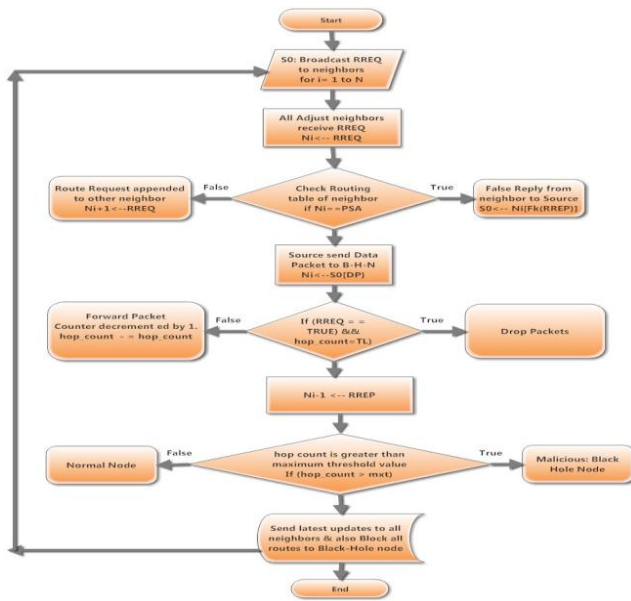 Start
S0: Broadcast RREQ
to neighbors
for i= 1 to N
All Adjust neighbors
receive RREQ
Ni<-- RREQ
False
True
Route Request appended
to other neighbor
Ni+1<--RREQ
Check Routing
table of neighbor
if Ni==PSA
False Reply from
neighbor to Source
S0<-- Ni[Fk(RREP)]
Source send Data
Packet to B-H-N
Ni<--S0[DP]
False
True
Forward Packet
Counter decrement ed by 1.
hop_count - = hop_count
If (RREQ = =
TRUE) &&
hop_count=TL)
Drop Packets
Ni-1 <-- RREP
False
True
Normal Node
hop count is greater than
maximum threshold value
If (hop_count > mxt)
Malicious: Black
Hole Node
Send latest updates to all
neighbors & also Block all
routes to Black-Hole node
End